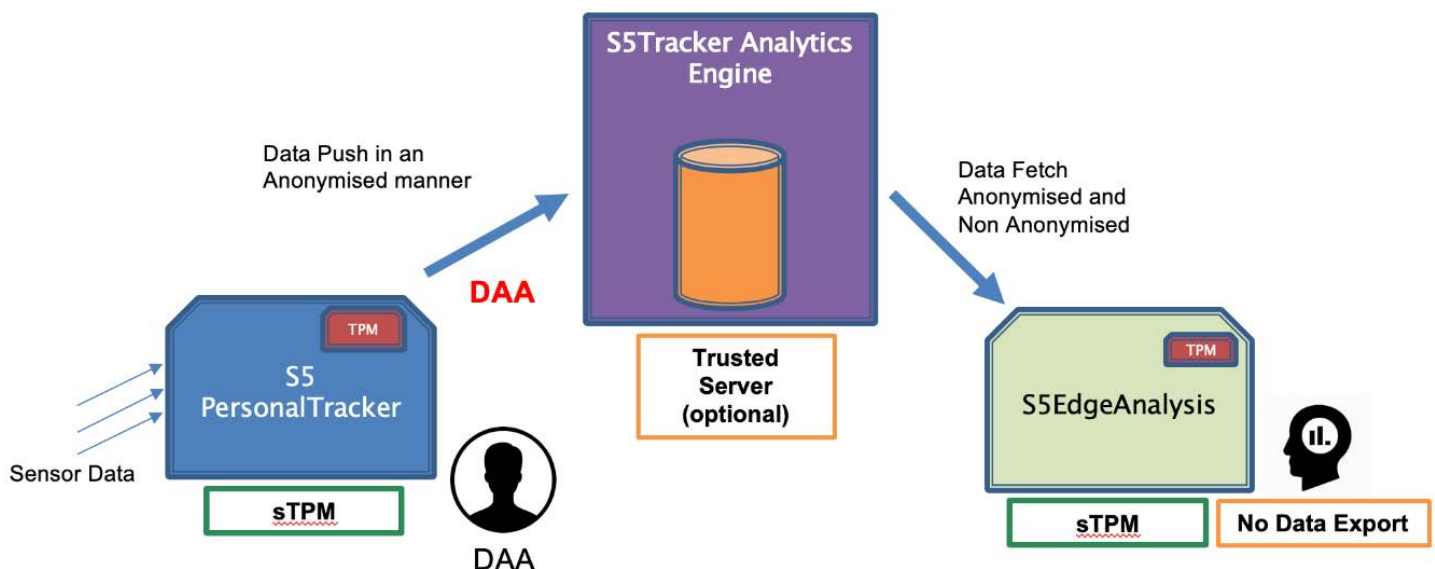 S5Tracker Analytics
Engine
Data Push in an
Anonymised manner
Data Fetch
Anonymised and
Non Anonymised
DAA
TPM
S5
PersonalTracker
Trusted
Server
(optional)
TPM
S5EdgeAnalysis
Sensor Data
sTPM
DAA
sTPM
No Data Export